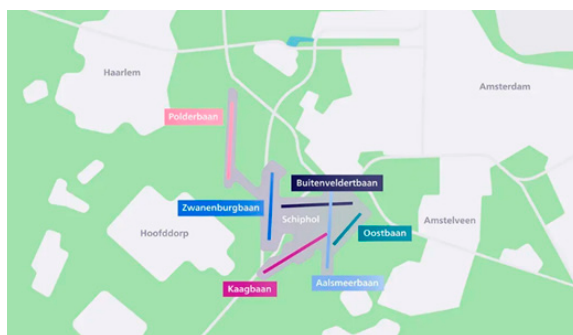 Haarlem
Amsterdam
Polderbaan
Buitenveldertbaan
Zwanenburgbaan
Schiphol
Amstelveen
Hoofddorp
Oostbaan
Kaagbaan
Aalsmeerbaan